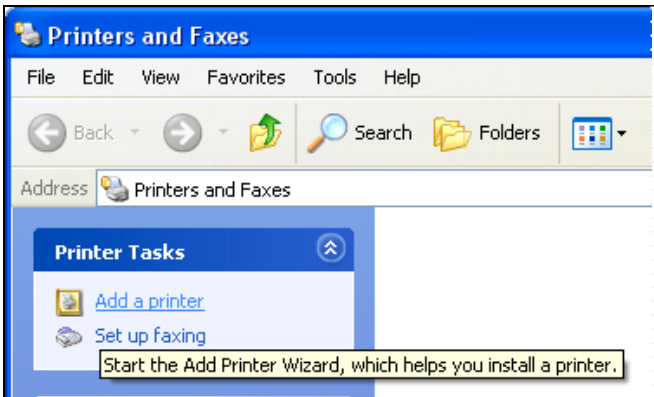 Printers and Faxes
File Edit View Favorites Tools Help
Back Search Folders
Address Printers and Faxes
Printer Tasks
Add a printer
Set up faxing
Start the Add Printer Wizard, which helps you install a printer.